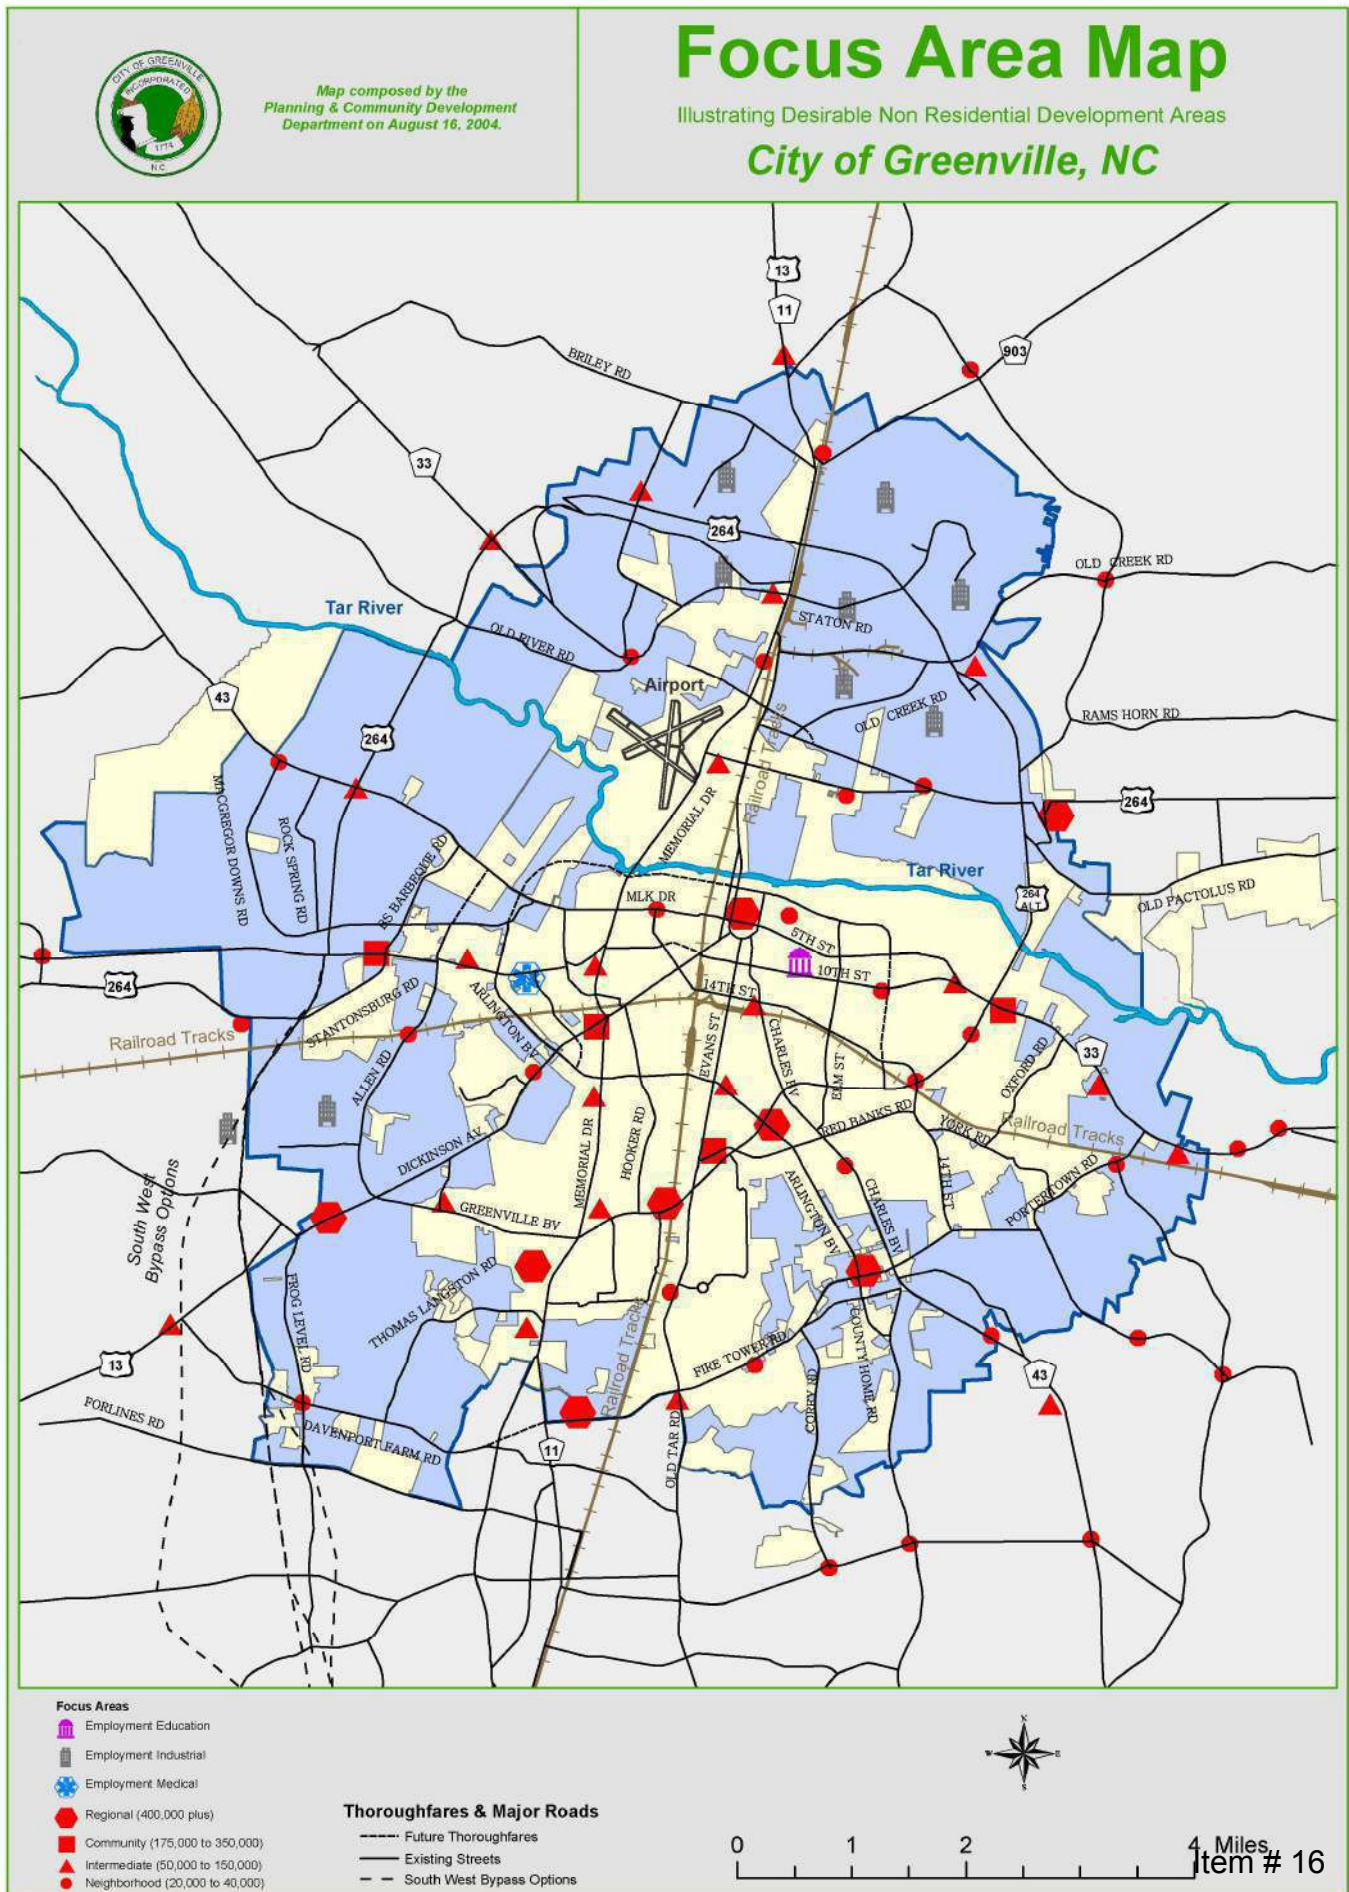 CITY OF GREENVILLE
INCORPORATED
1774
N.C
Map composed by the
Planning & Community Development
Department on August 16, 2004.
Focus Area Map
Illustrating Desirable Non Residential Development Areas
City of Greenville, NC
13
11
903
BRILEY RD
33
264
OLD CREEK RD
Tar River
STATON RD
OLD RIVER RD
Airport
43
OLD CREEK RD
RAMS HORN RD
264
Railroad Tracks
MACGREGOR DOWNS RD
ROCK SPRING RD
MEMORIAL DR
264
BS BARBEQUE RD
Tar River
MLK DR
264
ALT
OLD PACTOLUS RD
5TH ST
10TH ST
264
STANTONSBURG RD
ARLINGTON BV
14TH ST
Railroad Tracks
EVANS ST
CHARLES BV
ELM ST
33
OXFORD RD
ALLEN RD
RED BANKS RD
YORK RD
Railroad Tracks
DICKINSON AV
MEMORIAL DR
HOOKER RD
South West
Bypass Options
14TH ST
PORTERTOWN RD
ARLINGTON BV
CHARLES BV
GREENVILLE BV
FROG LEVEL RD
THOMAS LANGSTON RD
Railroad Tracks
FIRE TOWER RD
COUNTY HOME RD
13
43
COREY RD
FORLINES RD
DAVENPORT FARM RD
11
OLD TAR RD
Focus Areas
Employment Education
Employment Industrial
Employment Medical
Regional (400,000 plus)
Community (175,000 to 350,000)
Intermediate (50,000 to 150,000)
Neighborhood (20,000 to 40,000)
Thoroughfares & Major Roads
Future Thoroughfares
Existing Streets
South West Bypass Options
N
W E
S
0 1 2 4 Miles
Item # 16